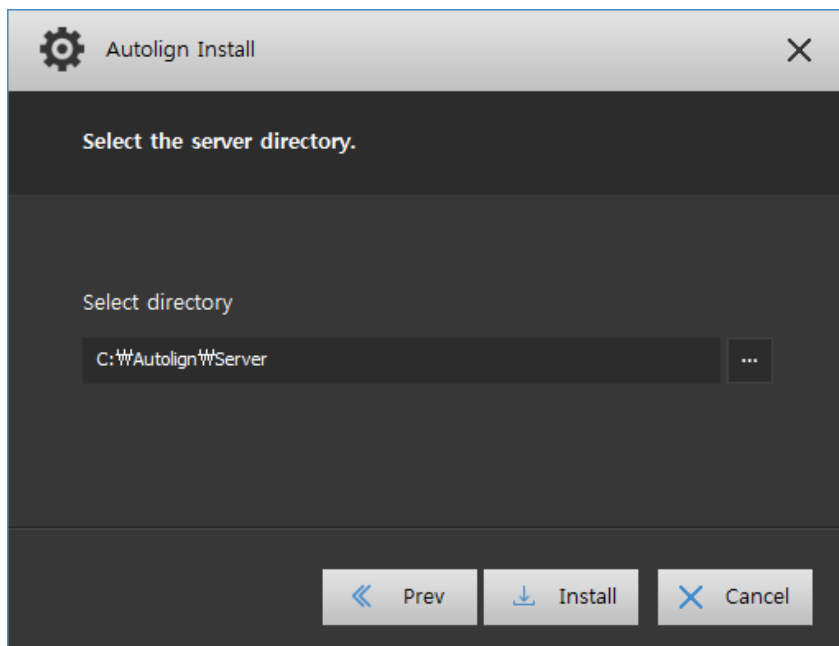 Autolign Install
Select the server directory.
Select directory
C:₩Autolign₩Server
...
Prev
Install
Cancel